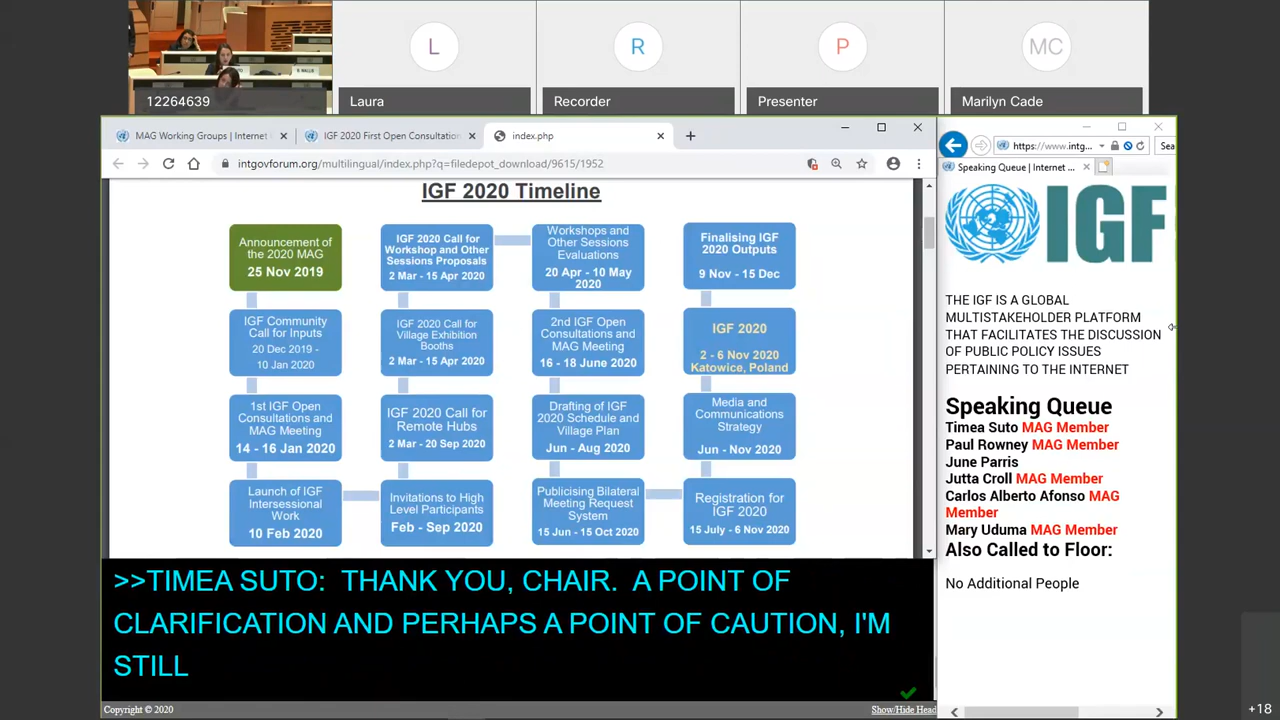 L
R
P
MC
12264639
Laura
Recorder
Presenter
Marilyn Cade
MAG Working Groups | Internet
IGF 2020 First Open Consultation
index.php
intgovforum.org/multilingual/index.php?q=filedepot_download/9615/1952
IGF 2020 Timeline
Announcement of
the 2020 MAG
25 Nov 2019
IGF Community
Call for Inputs
20 Dec 2019 -
10 Jan 2020
1st IGF Open
Consultations and
MAG Meeting
14 - 16 Jan 2020
Launch of IGF
Intersessional
Work
10 Feb 2020
IGF 2020 Call for
Workshop and Other
Sessions Proposals
2 Mar - 15 Apr 2020
IGF 2020 Call for
Village Exhibition
Booths
2 Mar - 15 Apr 2020
IGF 2020 Call for
Remote Hubs
2 Mar - 20 Sep 2020
Invitations to High
Level Participants
Feb - Sep 2020
Workshops and
Other Sessions
Evaluations
20 Apr - 10 May
2020
2nd IGF Open
Consultations and
MAG Meeting
16 - 18 June 2020
Drafting of IGF
2020 Schedule and
Village Plan
Jun - Aug 2020
Publicising Bilateral
Meeting Request
System
15 Jun - 15 Oct 2020
Finalising IGF
2020 Outputs
9 Nov - 15 Dec
IGF 2020
2 - 6 Nov 2020
Katowice, Poland
Media and
Communications
Strategy
Jun - Nov 2020
Registration for
IGF 2020
15 July - 6 Nov 2020
https://www.intg...
Sea
Speaking Queue | Internet ...
IGF
THE IGF IS A GLOBAL
MULTISTAKEHOLDER PLATFORM
THAT FACILITATES THE DISCUSSION
OF PUBLIC POLICY ISSUES
PERTAINING TO THE INTERNET
Speaking Queue
Timea Suto MAG Member
Paul Rowney MAG Member
June Parris
Jutta Croll MAG Member
Carlos Alberto Afonso MAG
Member
Mary Uduma MAG Member
Also Called to Floor:
No Additional People
>>TIMEA SUTO:  THANK YOU, CHAIR.  A POINT OF
CLARIFICATION AND PERHAPS A POINT OF CAUTION, I'M
STILL
Copyright © 2020
Show/Hide Head
+18